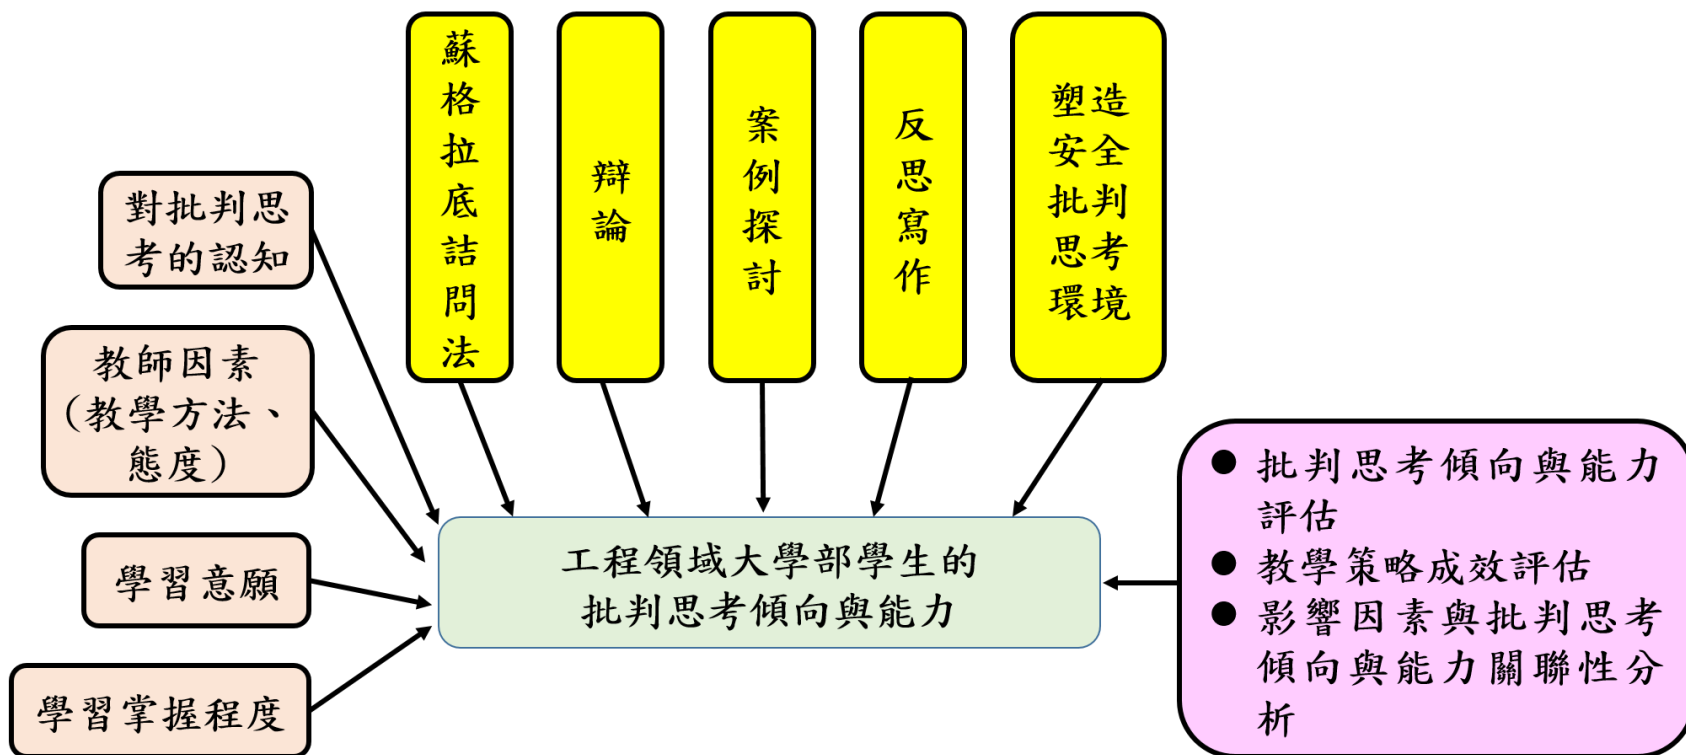 蘇格拉底詰問法
辯論
案例探討
反思寫作
塑造
安全
批判
思考
環境
對批判思
考的認知
教師因素
（教學方法、
態度）
學習意願
學習掌握程度
工程領域大學部學生的
批判思考傾向與能力
● 批判思考傾向與能力
評估
● 教學策略成效評估
● 影響因素與批判思考
傾向與能力關聯性分
析